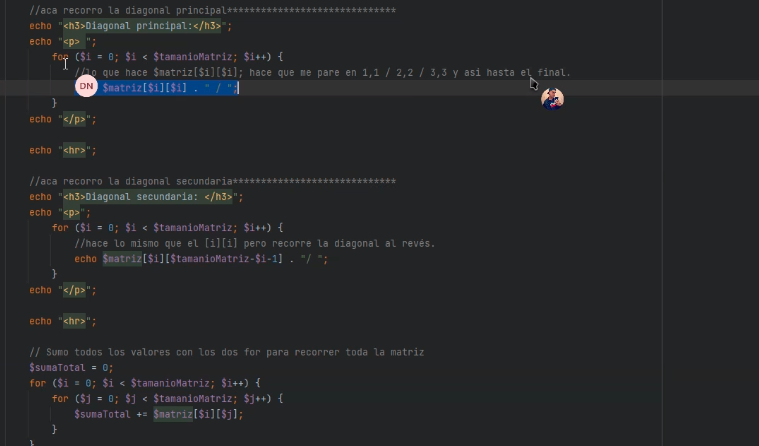 //aca recorro la diagonal principal******************************
echo "<h3>Diagonal principal:</h3>";
echo "<p> ";
for ($i = 0; $i < $tamanioMatriz; $i++) {
//lo que hace $matriz[$i][$i]; hace que me pare en 1,1 / 2,2 / 3,3 y asi hasta el final.
DN $matriz[$i][$i] . " / ";
}
echo "</p>";
echo "<hr>";
//aca recorro la diagonal secundaria*****************************
echo "<h3>Diagonal secundaria: </h3>";
echo "<p>";
for ($i = 0; $i < $tamanioMatriz; $i++) {
//hace lo mismo que el [i][i] pero recorre la diagonal al revés.
echo $matriz[$i][$tamanioMatriz-$i-1] . "/ ";
}
echo "</p>";
echo "<hr>";
// Sumo todos los valores con los dos for para recorrer toda la matriz
$sumaTotal = 0;
for ($i = 0; $i < $tamanioMatriz; $i++) {
for ($j = 0; $j < $tamanioMatriz; $j++) {
$sumaTotal += $matriz[$i][$j];
}
}